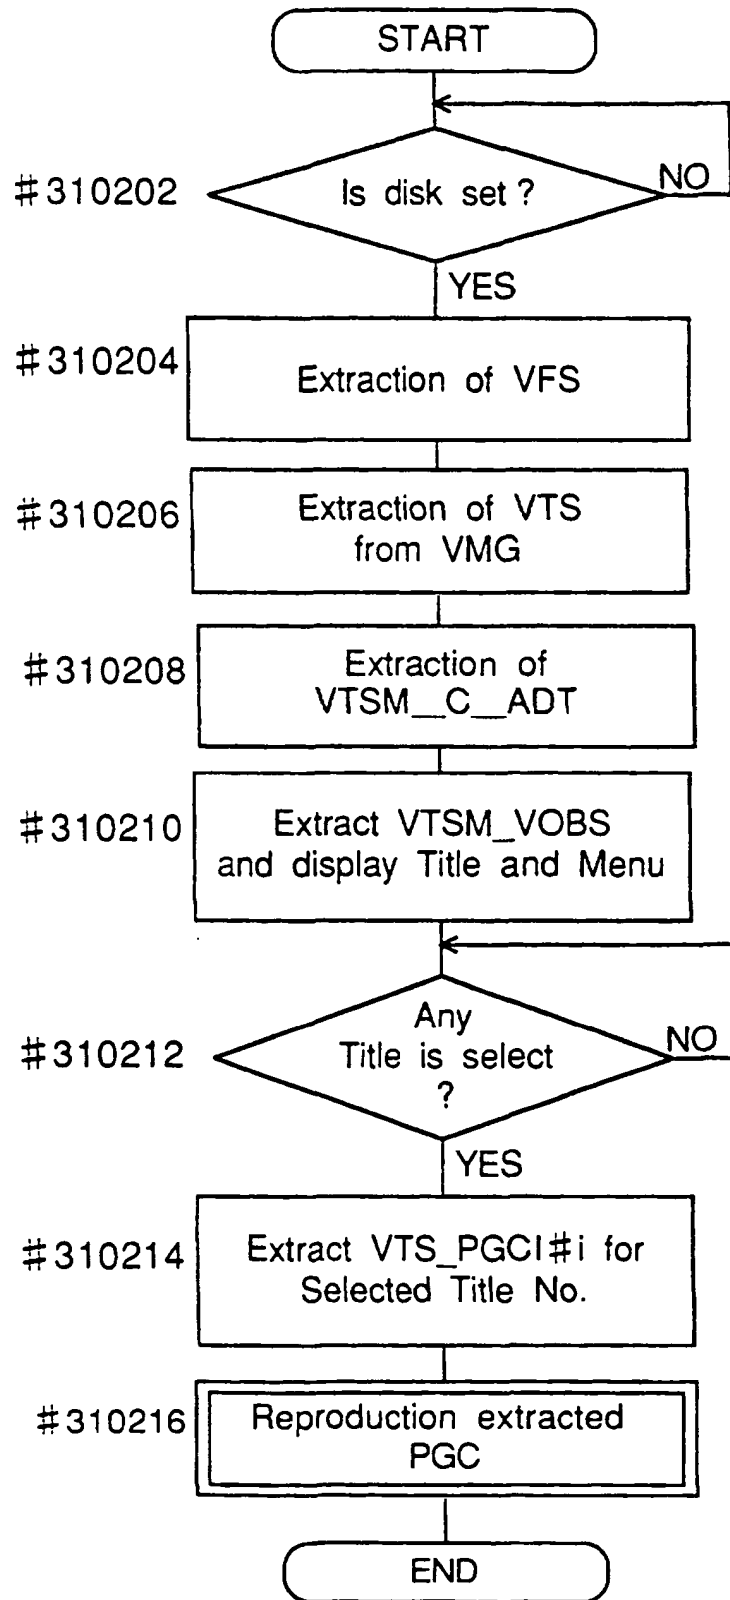 START
#310202
Is disk set ?
NO
YES
#310204
Extraction of VFS
#310206
Extraction of VTS
from VMG
#310208
Extraction of
VTSM__C__ADT
#310210
Extract VTSM_VOBS
and display Title and Menu
#310212
Any
Title is select
?
NO
YES
#310214
Extract VTS_PGCI#i for
Selected Title No.
#310216
Reproduction extracted
PGC
END